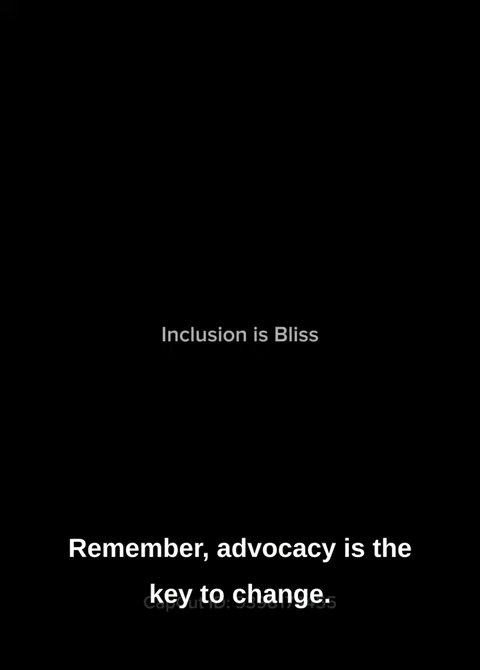 Inclusion is Bliss
Remember, advocacy is the
key to change.